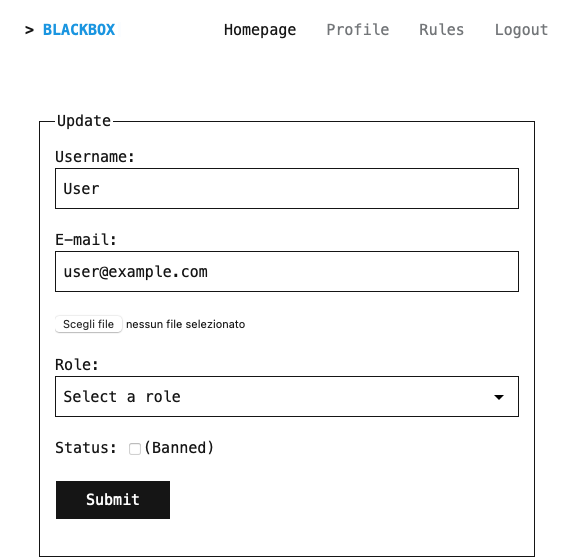 > BLACKBOX Homepage Profile Rules Logout
Update
Username:
User
E-mail:
user@example.com
Scegli file nessun file selezionato
Role:
Select a role
Status: (Banned)
Submit